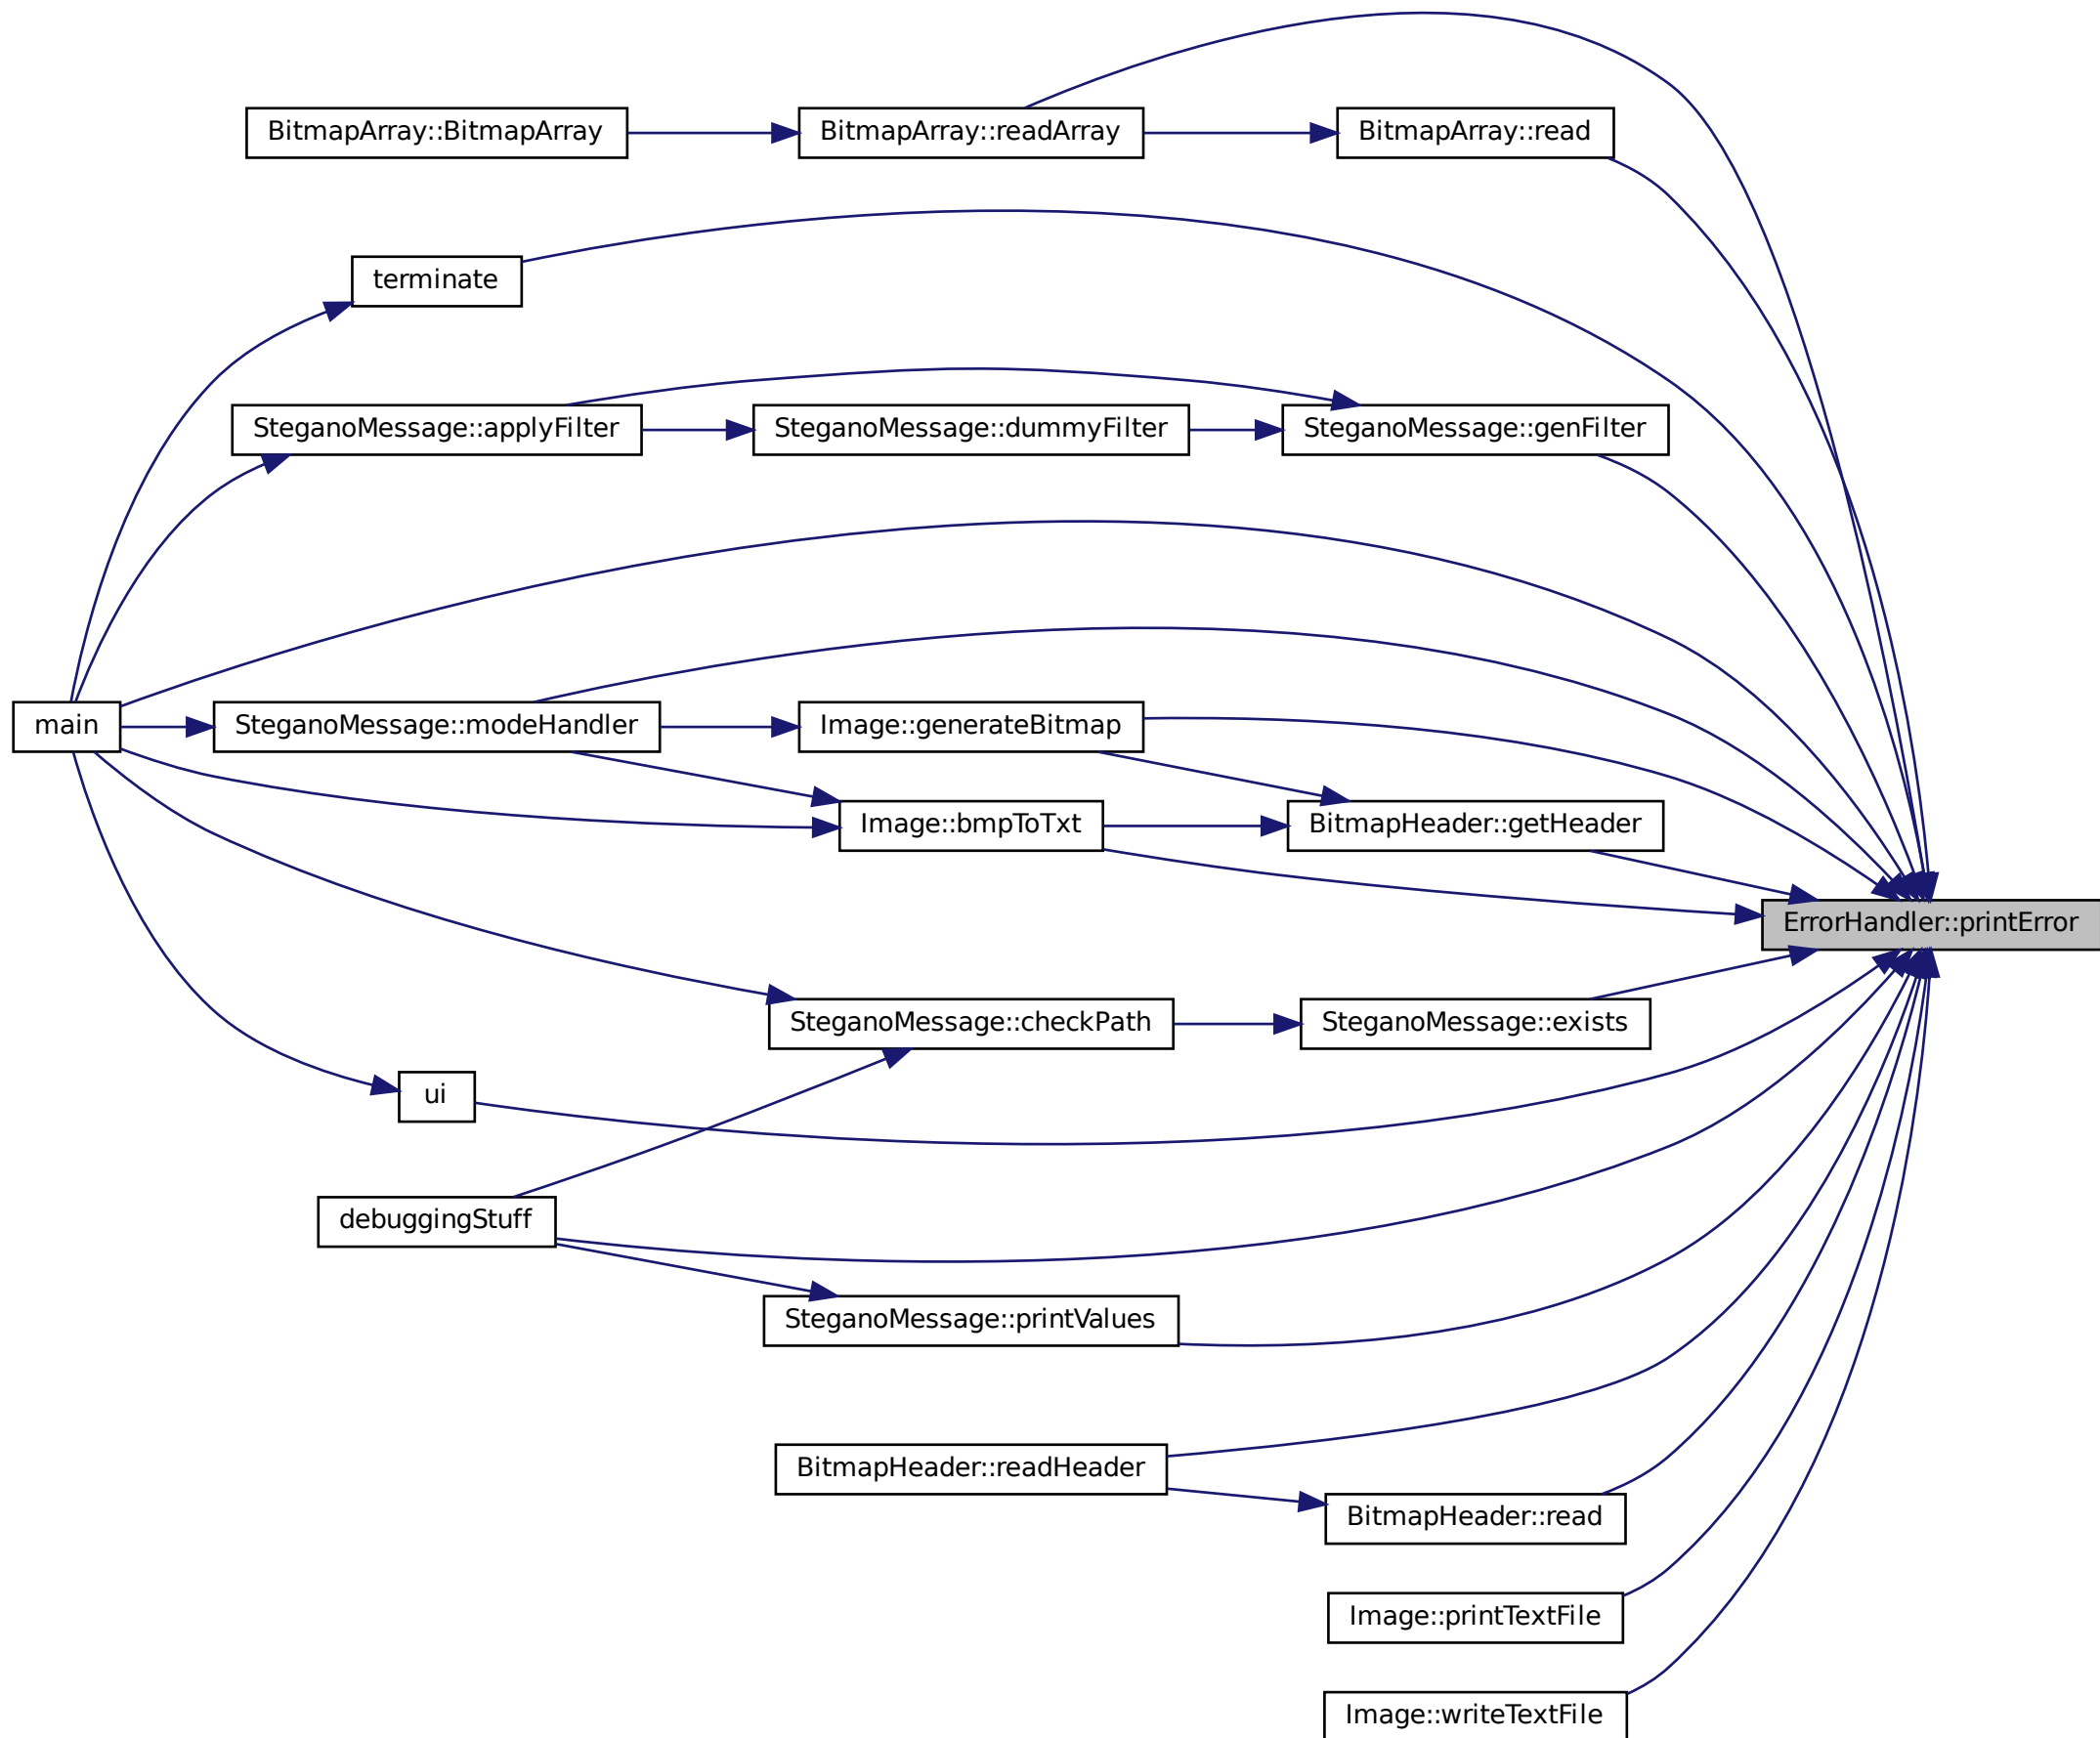 BitmapArray::BitmapArray
BitmapArray::readArray
BitmapArray::read
terminate
SteganoMessage::applyFilter
SteganoMessage::dummyFilter
SteganoMessage::genFilter
main
SteganoMessage::modeHandler
Image::generateBitmap
Image::bmpToTxt
BitmapHeader::getHeader
ErrorHandler::printError
SteganoMessage::checkPath
SteganoMessage::exists
ui
debuggingStuff
SteganoMessage::printValues
BitmapHeader::readHeader
BitmapHeader::read
Image::printTextFile
Image::writeTextFile